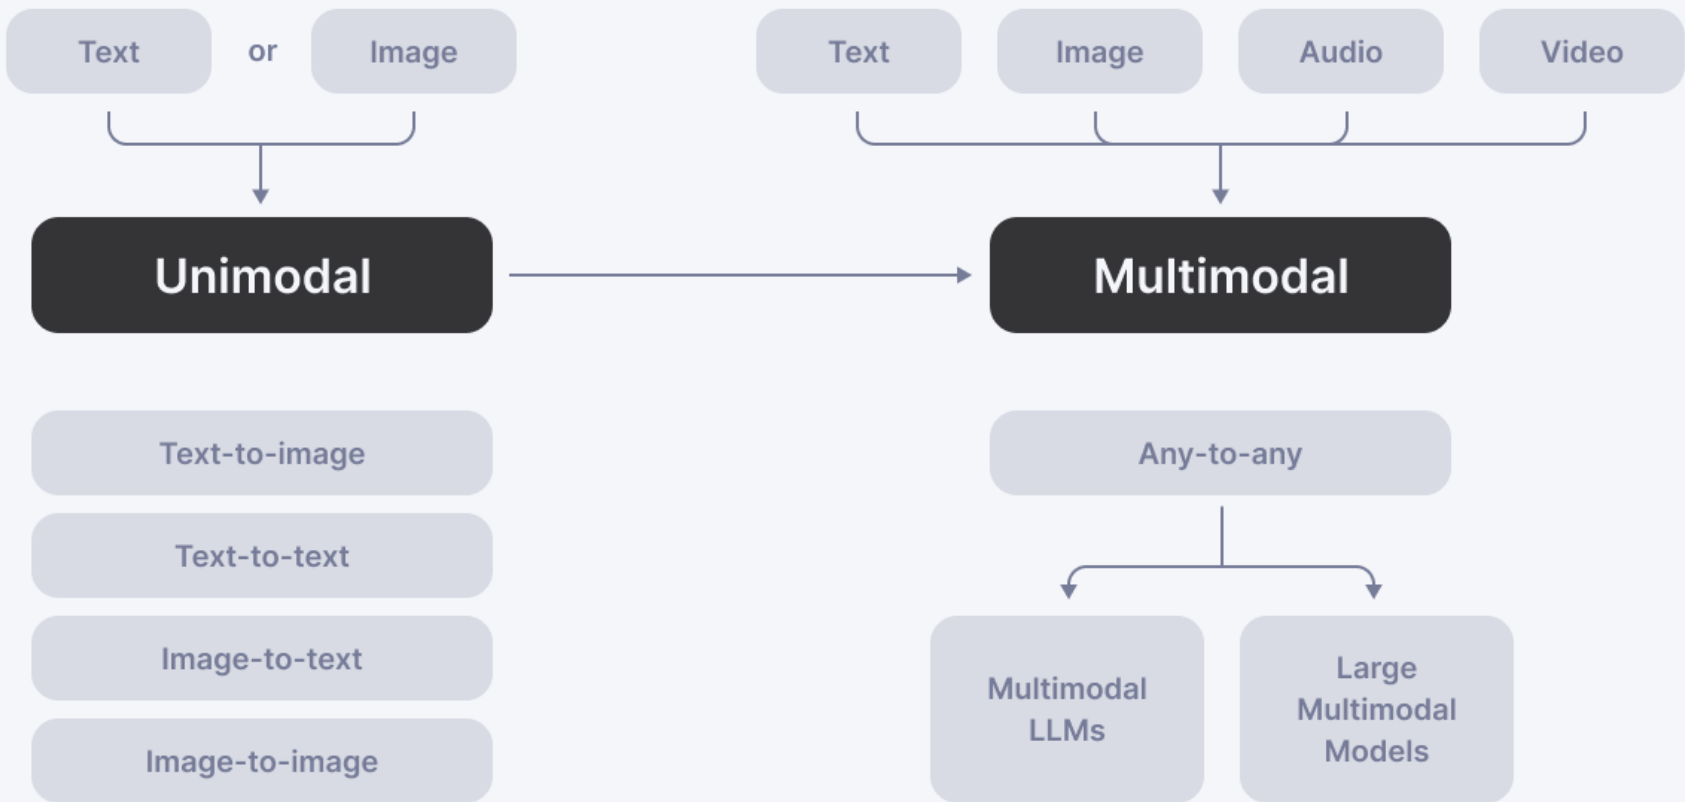 Text or Image
Text Image Audio Video
Unimodal
Multimodal
Text-to-image
Text-to-text
Image-to-text
Image-to-image
Any-to-any
Multimodal
LLMs
Large
Multimodal
Models